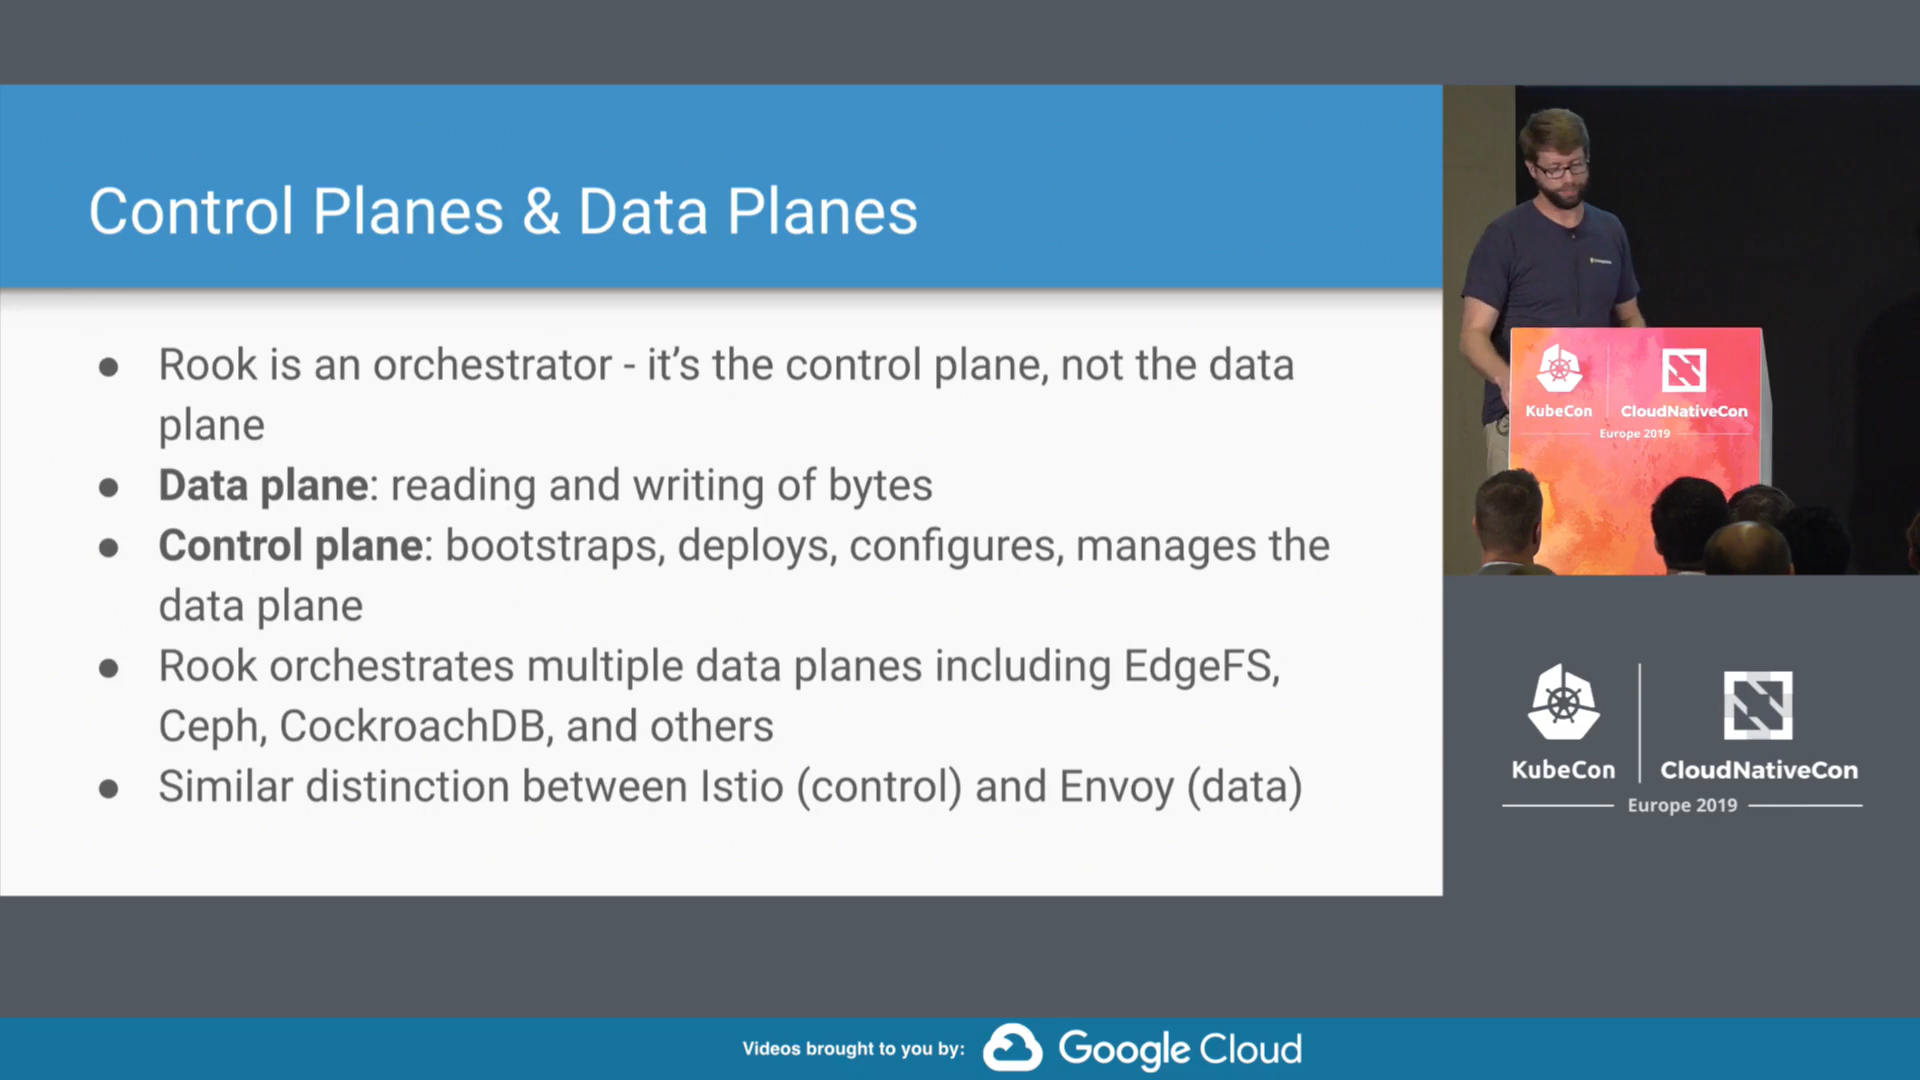 Control Planes & Data Planes
● Rook is an orchestrator - it’s the control plane, not the data
plane
● Data plane: reading and writing of bytes
● Control plane: bootstraps, deploys, configures, manages the
data plane
● Rook orchestrates multiple data planes including EdgeFS,
Ceph, CockroachDB, and others
● Similar distinction between Istio (control) and Envoy (data)
KubeCon
CloudNativeCon
Europe 2019
KubeCon
CloudNativeCon
Europe 2019
Videos brought to you by:
Google Cloud